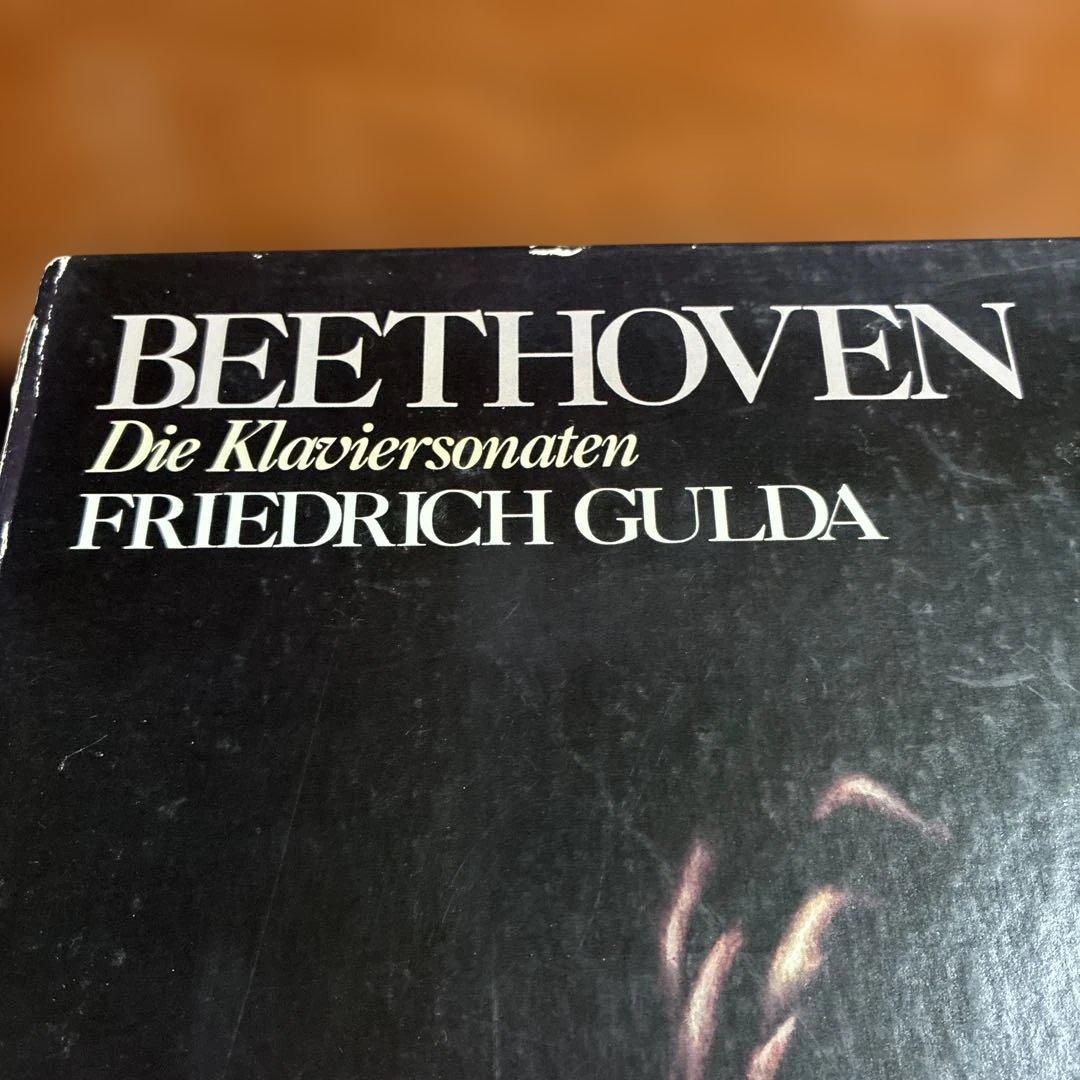 BEETHOVEN
Die Klaviersonaten
FRIEDRICH GULDA